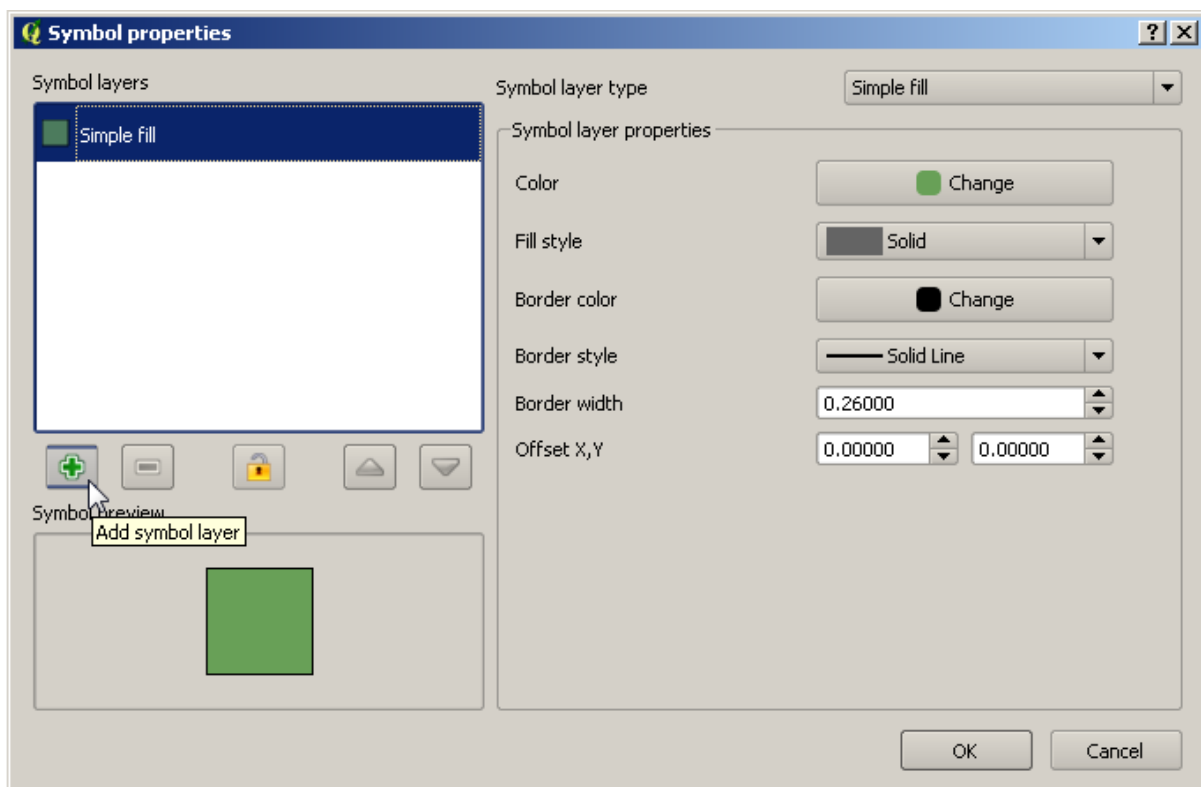 Symbol properties
Symbol layers
Simple fill
Symbol preview
Add symbol layer
Symbol layer type
Simple fill
Symbol layer properties
Color
Change
Fill style
Solid
Border color
Change
Border style
Solid Line
Border width
0.26000
Offset X,Y
0.00000
0.00000
OK
Cancel